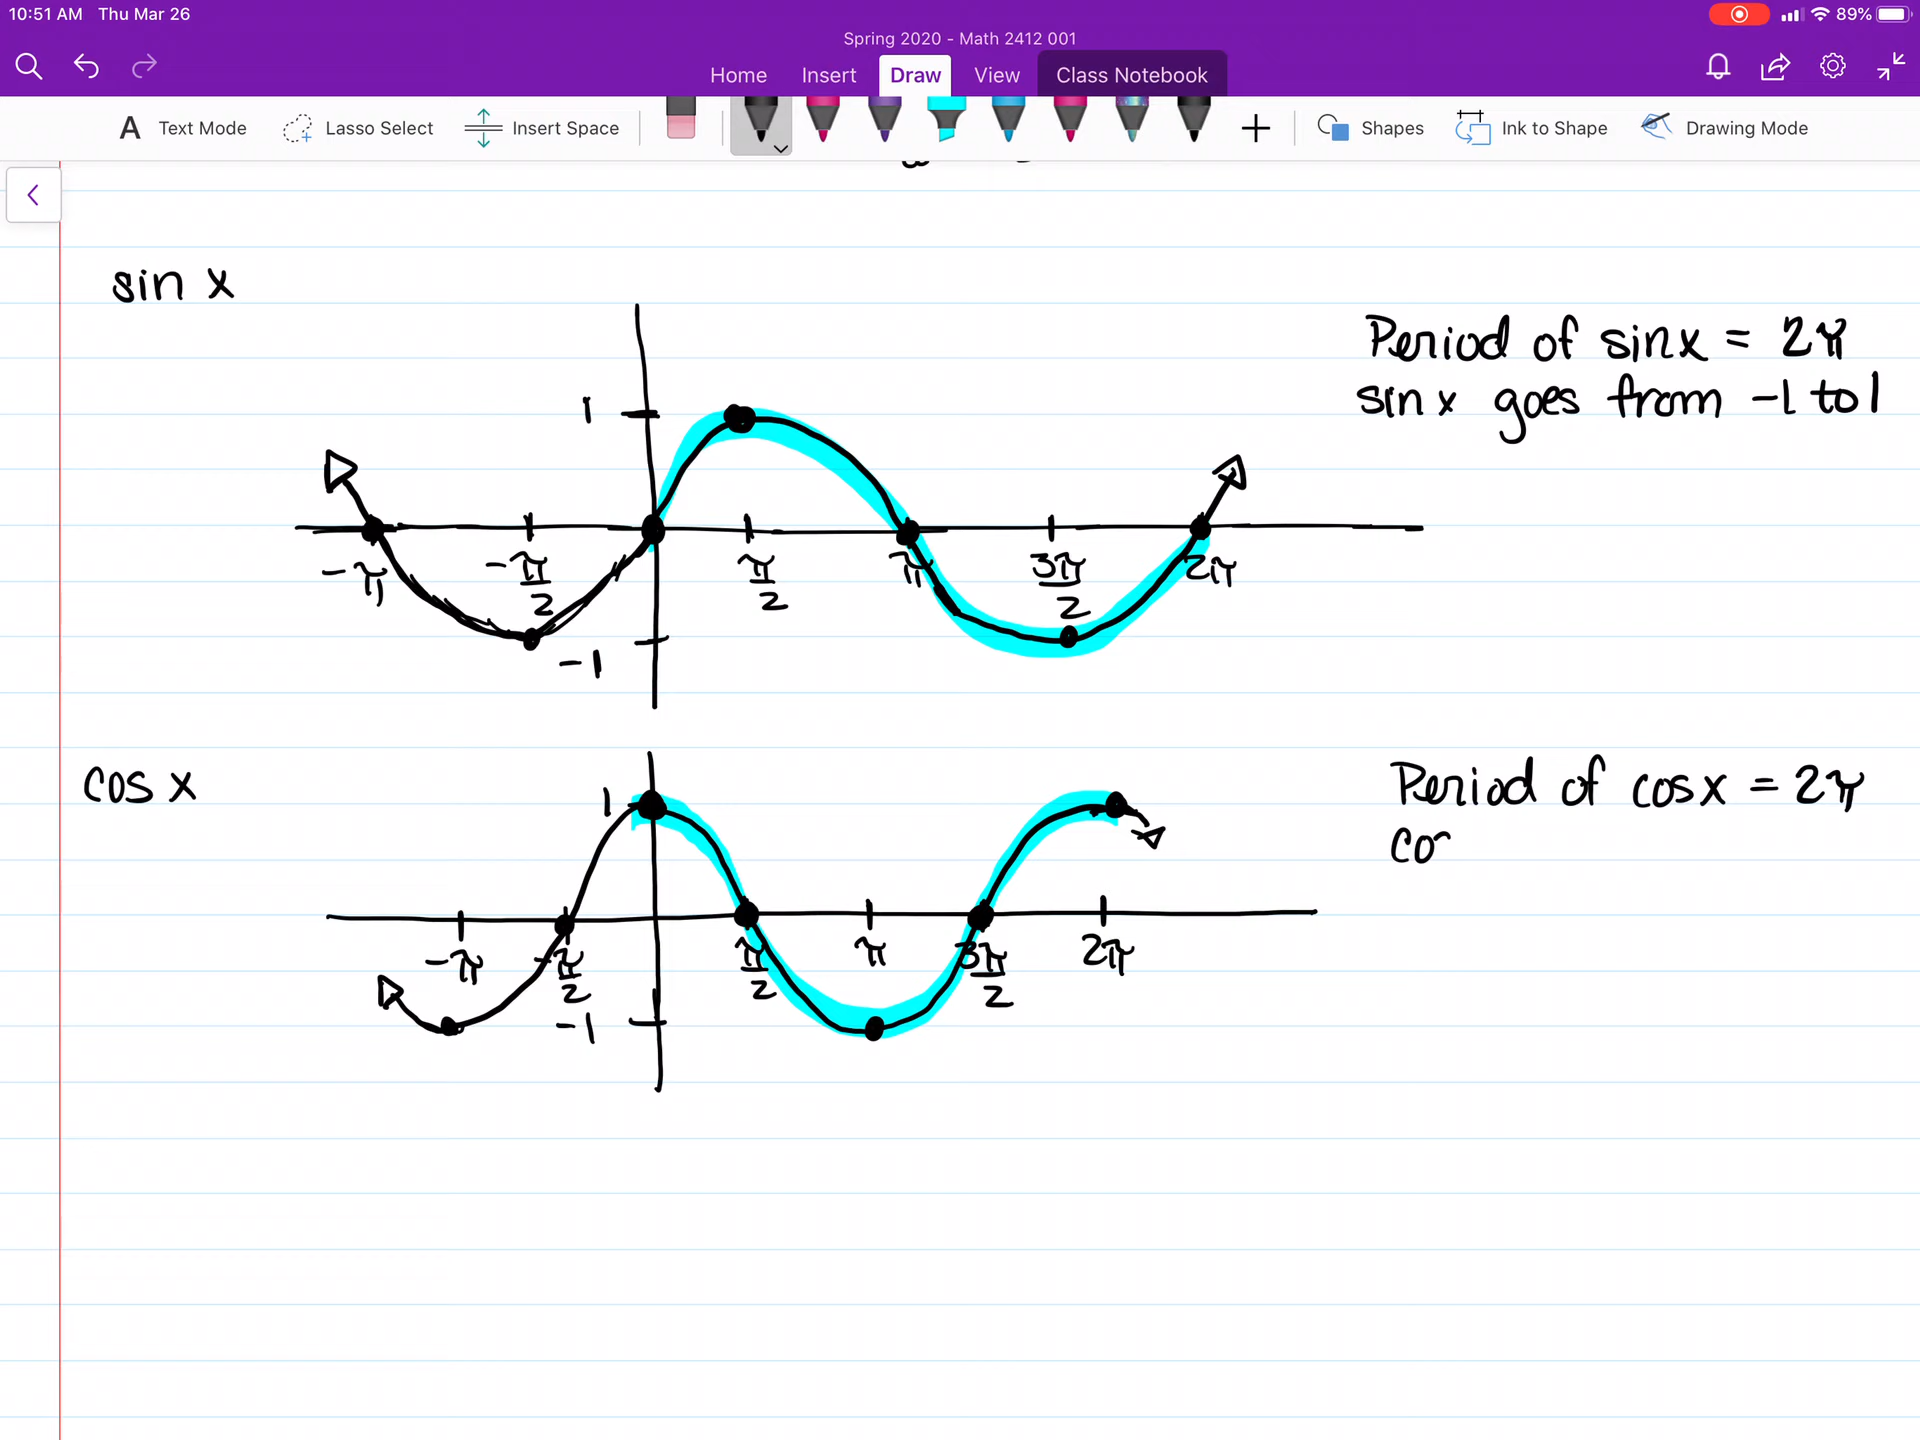 10:51 AM Thu Mar 26 89%
Spring 2020 - Math 2412 001
Home Insert Draw View Class Notebook
A Text Mode Lasso Select Insert Space Shapes Ink to Shape Drawing Mode
sin x
Period of sin x = 2π
sin x goes from -1 to 1
1
-π -π/2 π/2 π 3π/2 2π
-1
cos x
Period of cos x = 2π
co
1
-π -π/2 π/2 π 3π/2 2π
-1